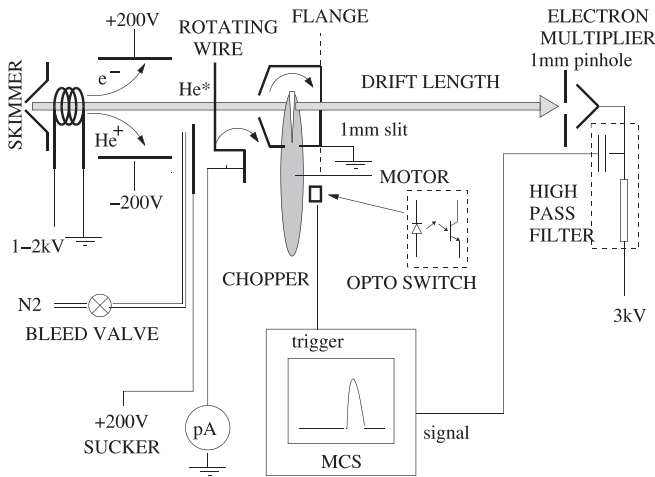 +200V
ROTATING
WIRE
FLANGE
ELECTRON
MULTIPLIER
1mm pinhole
SKIMMER
e−
He*
DRIFT LENGTH
He+
1mm slit
−200V
MOTOR
HIGH
PASS
FILTER
1−2kV
CHOPPER
OPTO SWITCH
N2
BLEED VALVE
3kV
trigger
+200V
SUCKER
pA
signal
MCS